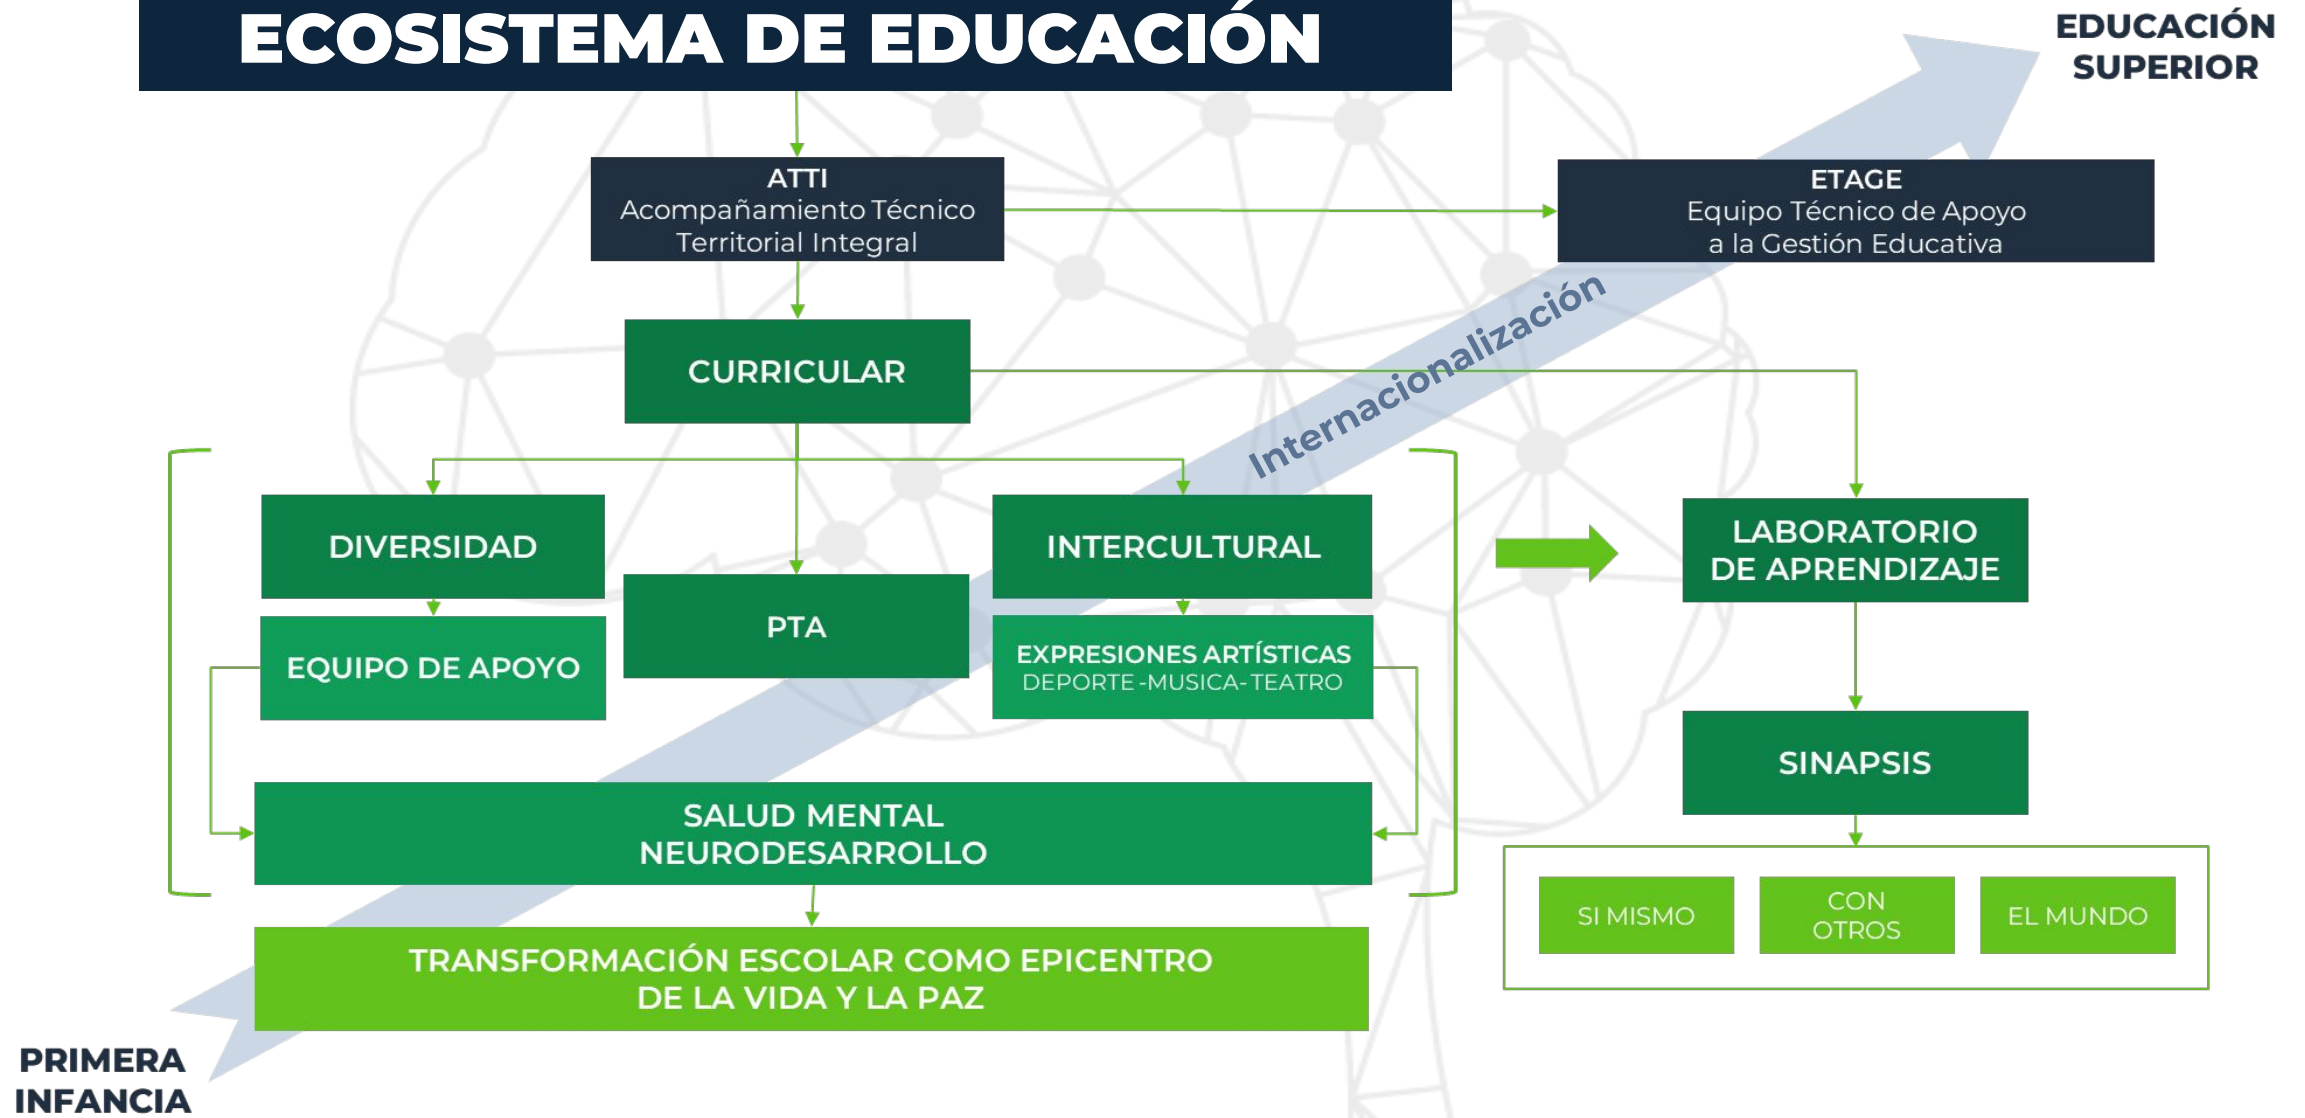 ECOSISTEMA DE EDUCACIÓN
EDUCACIÓN
SUPERIOR
ATTI
Acompañamiento Técnico
Territorial Integral
ETAGE
Equipo Técnico de Apoyo
a la Gestión Educativa
Internacionalización
CURRICULAR
DIVERSIDAD
INTERCULTURAL
LABORATORIO
DE APRENDIZAJE
PTA
EQUIPO DE APOYO
EXPRESIONES ARTÍSTICAS
DEPORTE -MUSICA- TEATRO
SINAPSIS
SALUD MENTAL
NEURODESARROLLO
SI MISMO
CON
OTROS
EL MUNDO
TRANSFORMACIÓN ESCOLAR COMO EPICENTRO
DE LA VIDA Y LA PAZ
PRIMERA
INFANCIA